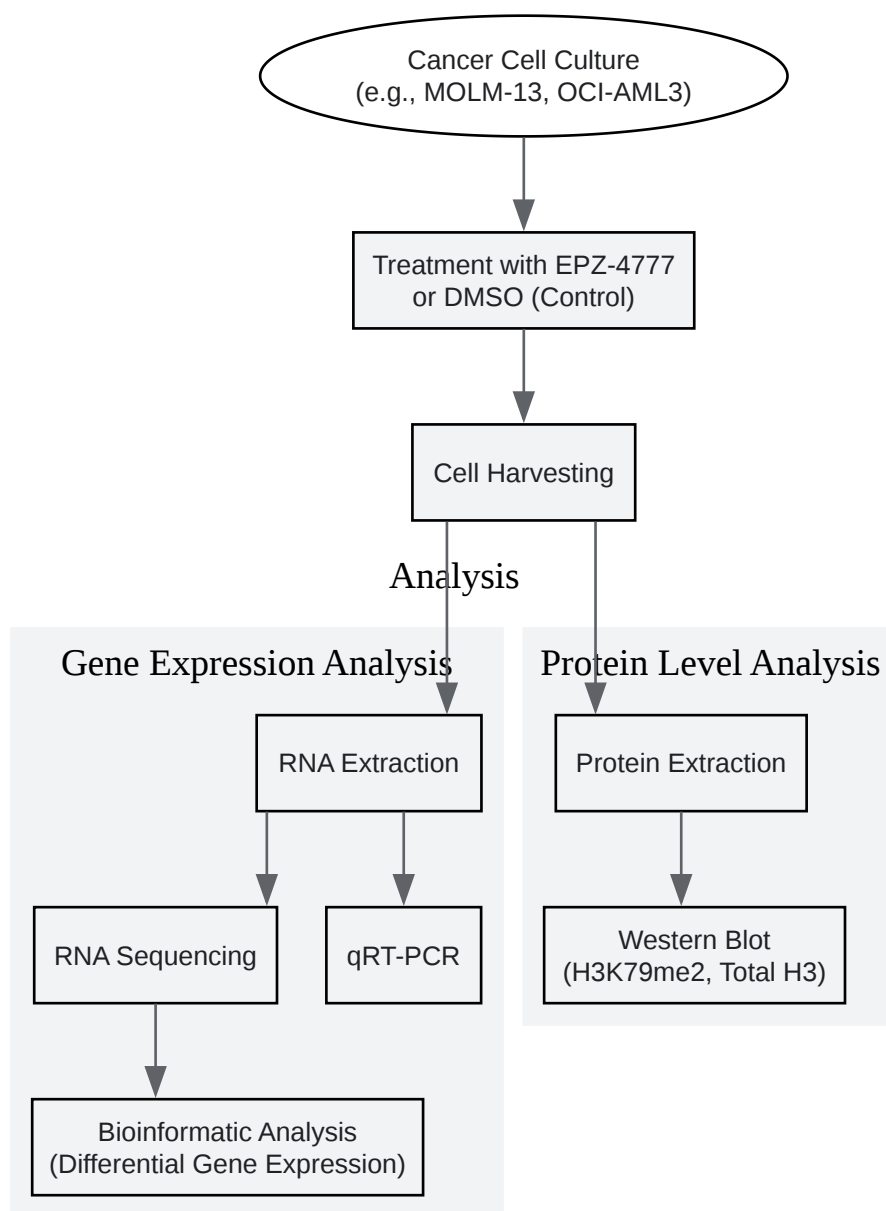 Cancer Cell Culture
(e.g., MOLM-13, OCI-AML3)
Treatment with EPZ-4777
or DMSO (Control)
Cell Harvesting
Analysis
Gene Expression Analysis
Protein Level Analysis
RNA Extraction
Protein Extraction
RNA Sequencing
qRT-PCR
Western Blot
(H3K79me2, Total H3)
Bioinformatic Analysis
(Differential Gene Expression)